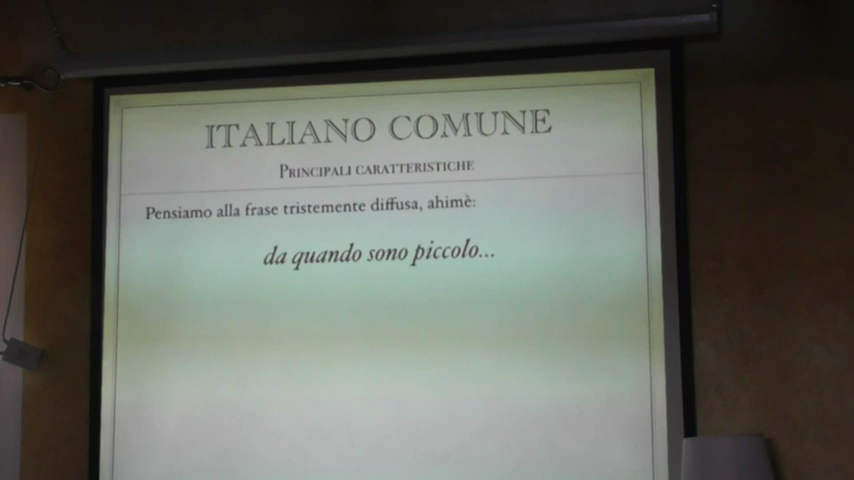 ITALIANO COMUNE
PRINCIPALI CARATTERISTICHE
Pensiamo alla frase tristemente diffusa, ahimè:
da quando sono piccolo...